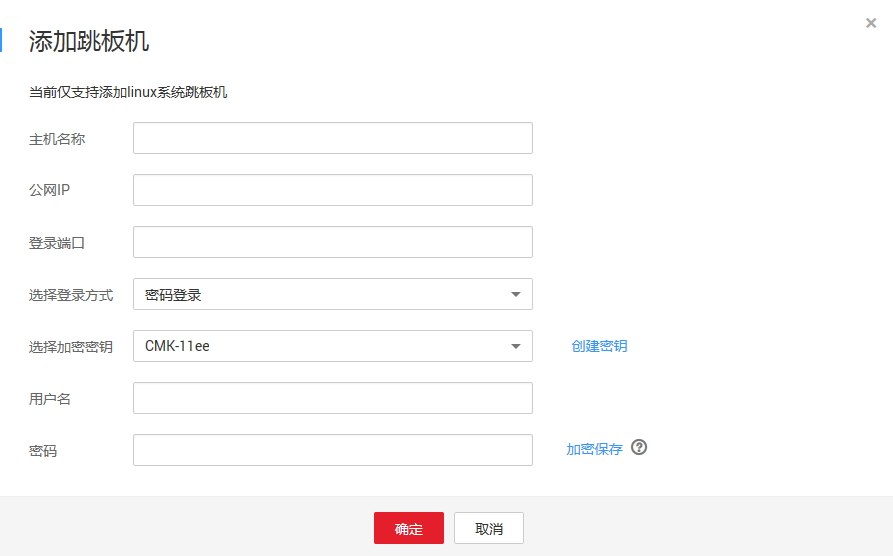 添加跳板机
当前仅支持添加linux系统跳板机
主机名称
公网IP
登录端口
选择登录方式 密码登录
选择加密密钥 CMK-11ee 创建密钥
用户名
密码 加密保存
确定 取消